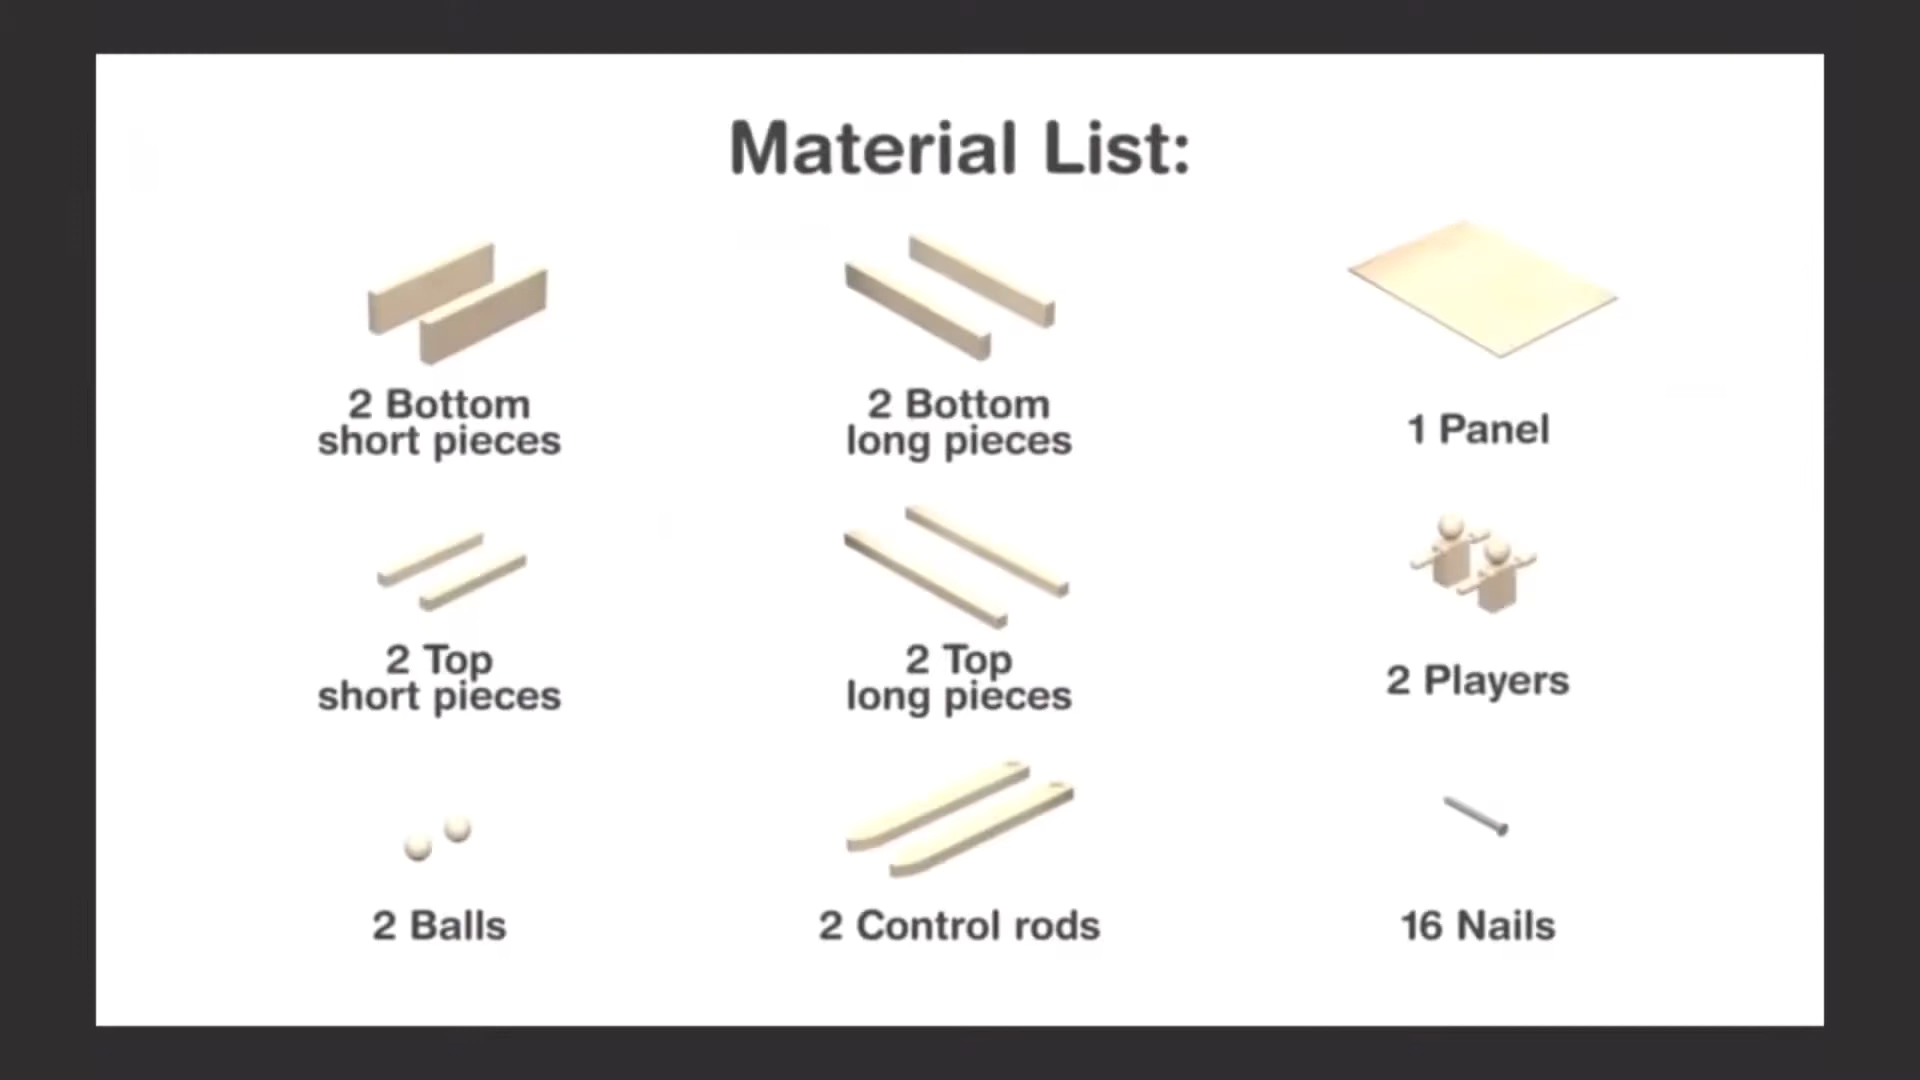 Material List:
2 Bottom
short pieces
2 Bottom
long pieces
1 Panel
2 Top
short pieces
2 Top
long pieces
2 Players
2 Balls
2 Control rods
16 Nails